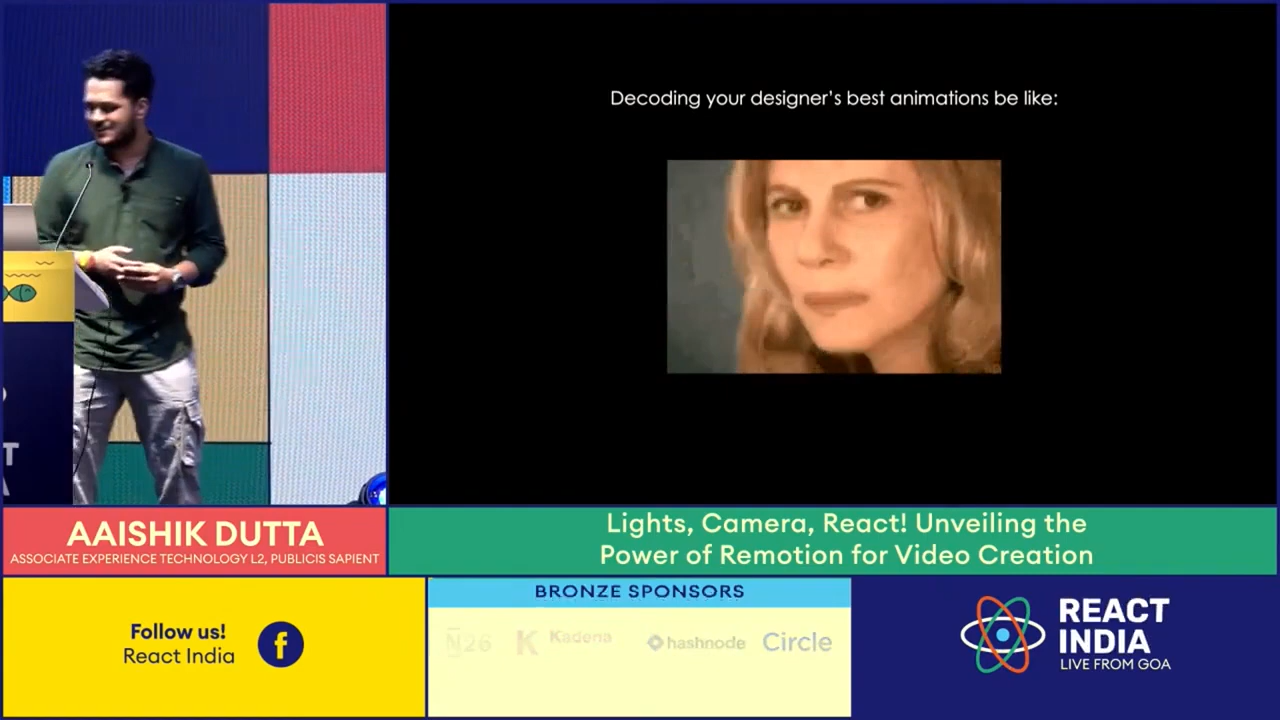 Decoding your designer's best animations be like:
T
A
AAISHIK DUTTA
ASSOCIATE EXPERIENCE TECHNOLOGY L2, PUBLICIS SAPIENT
Lights, Camera, React! Unveiling the
Power of Remotion for Video Creation
Follow us!
React India
f
BRONZE SPONSORS
N26
K Kadena
hashnode
Circle
REACT
INDIA
LIVE FROM GOA